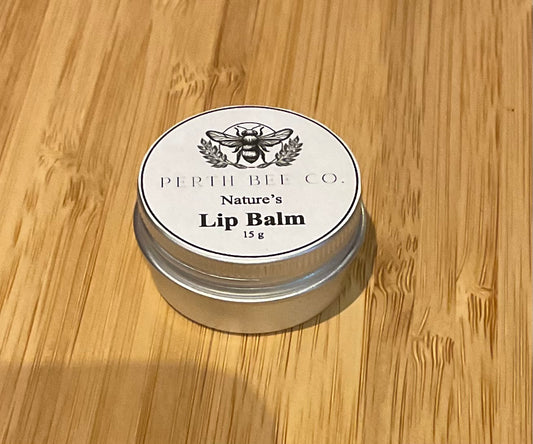 PERTH BEE CO.
Nature's
Lip Balm
15 g